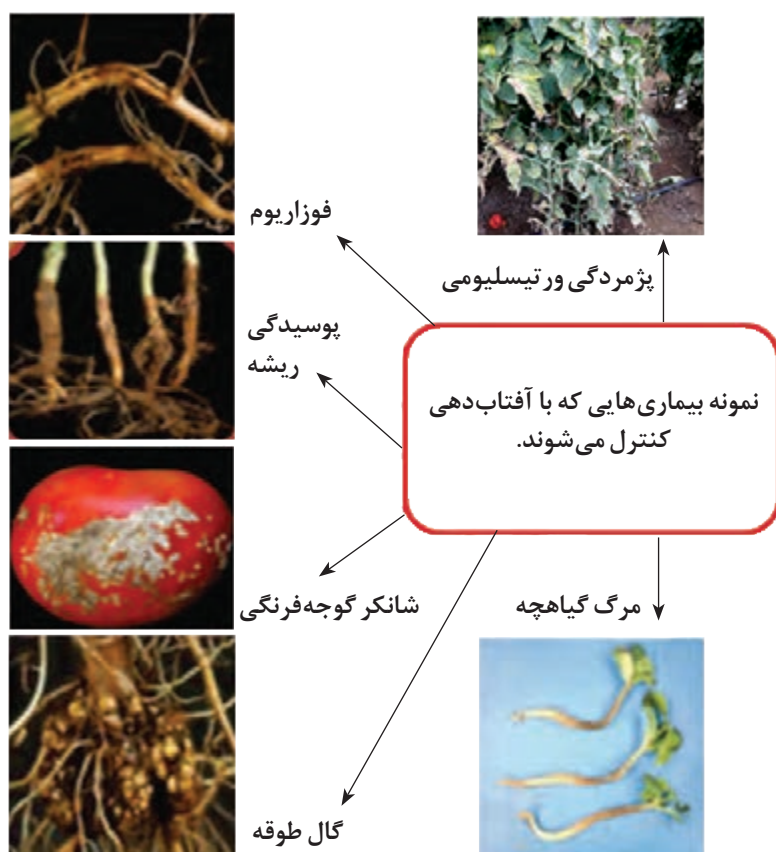 فوزاریوم
پژمردگی ورتیسلیومی
پوسیدگی
ریشه
نمونه بیماری‌هایی که با آفتاب‌دهی
کنترل می‌شوند.
شانکر گوجه‌فرنگی
مرگ گیاهچه
گال طوقه